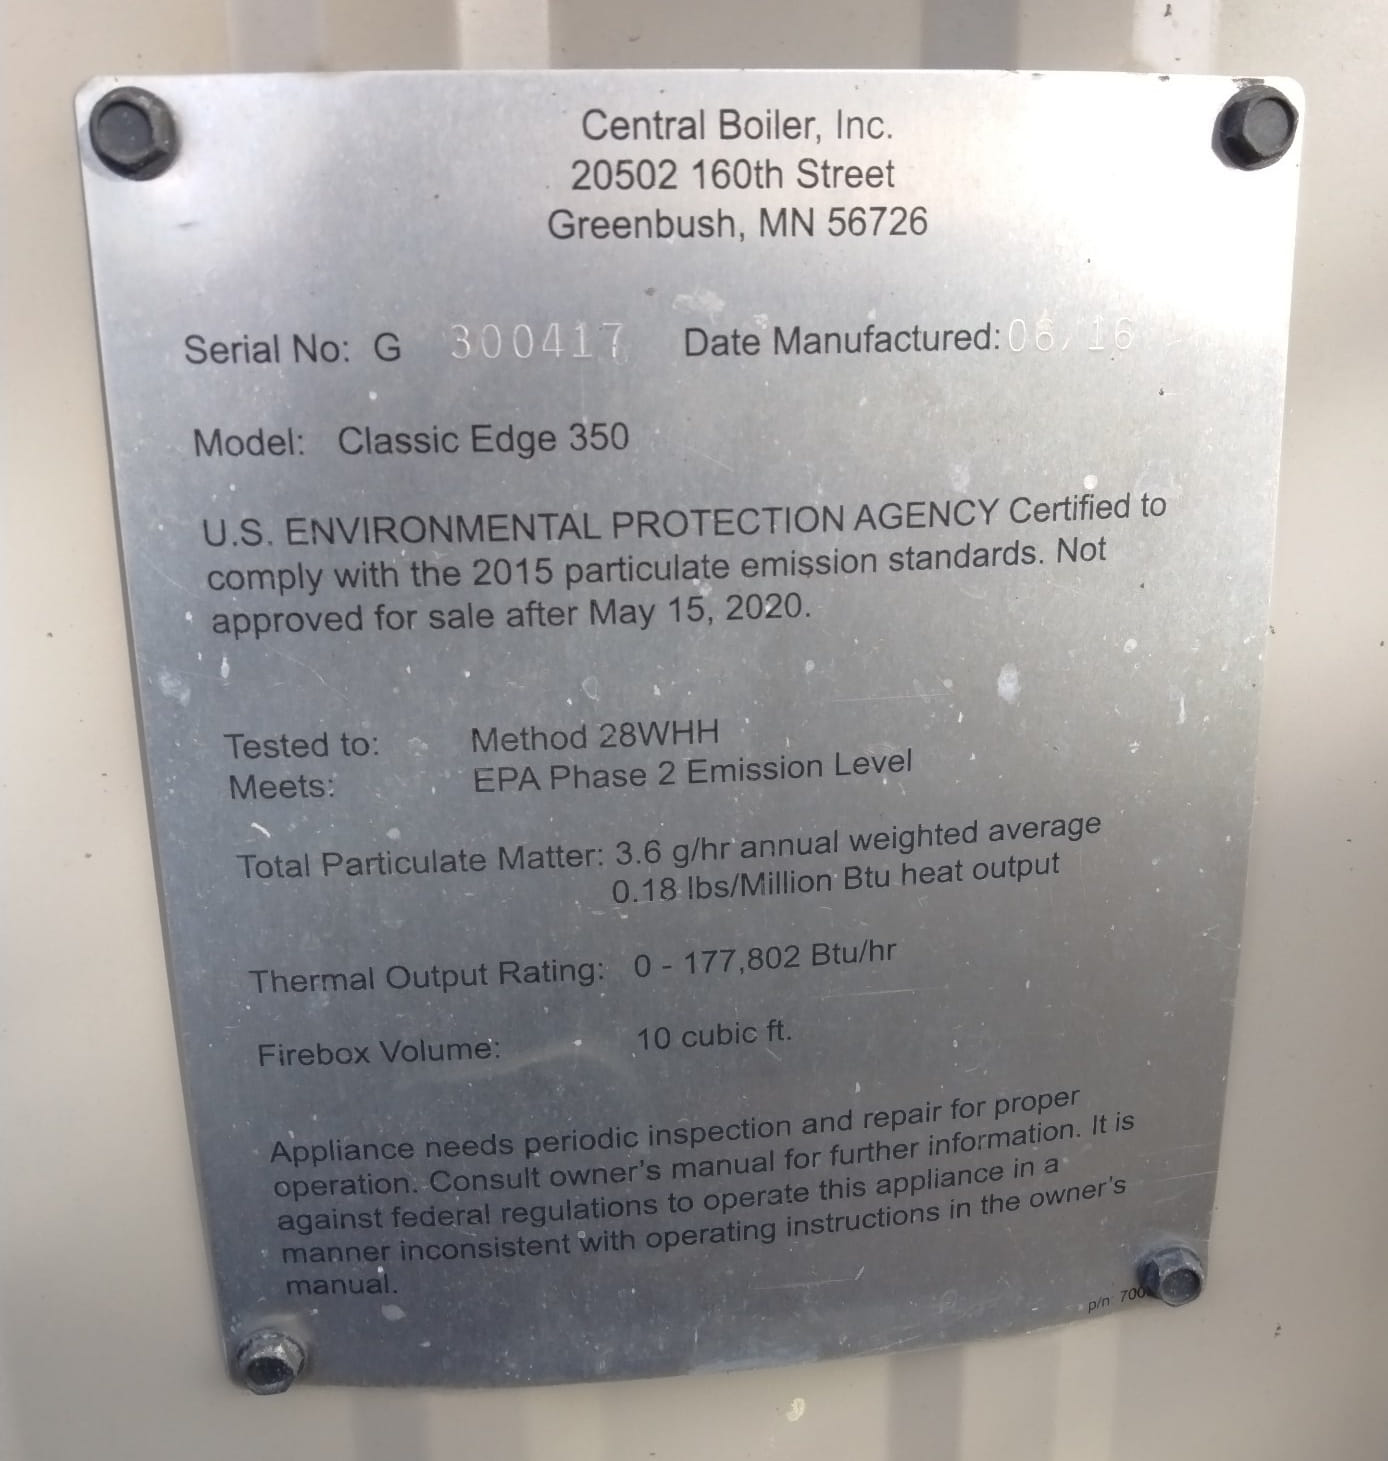 Central Boiler, Inc.
20502 160th Street
Greenbush, MN 56726
Serial No: G 300417 Date Manufactured: 06/16
Model: Classic Edge 350
U.S. ENVIRONMENTAL PROTECTION AGENCY Certified to
comply with the 2015 particulate emission standards. Not
approved for sale after May 15, 2020.
Tested to: Method 28WHH
Meets: EPA Phase 2 Emission Level
Total Particulate Matter: 3.6 g/hr annual weighted average
0.18 lbs/Million Btu heat output
Thermal Output Rating: 0 - 177,802 Btu/hr
Firebox Volume: 10 cubic ft.
Appliance needs periodic inspection and repair for proper
operation. Consult owner's manual for further information. It is
against federal regulations to operate this appliance in a
manner inconsistent with operating instructions in the owner's
manual.
p/n